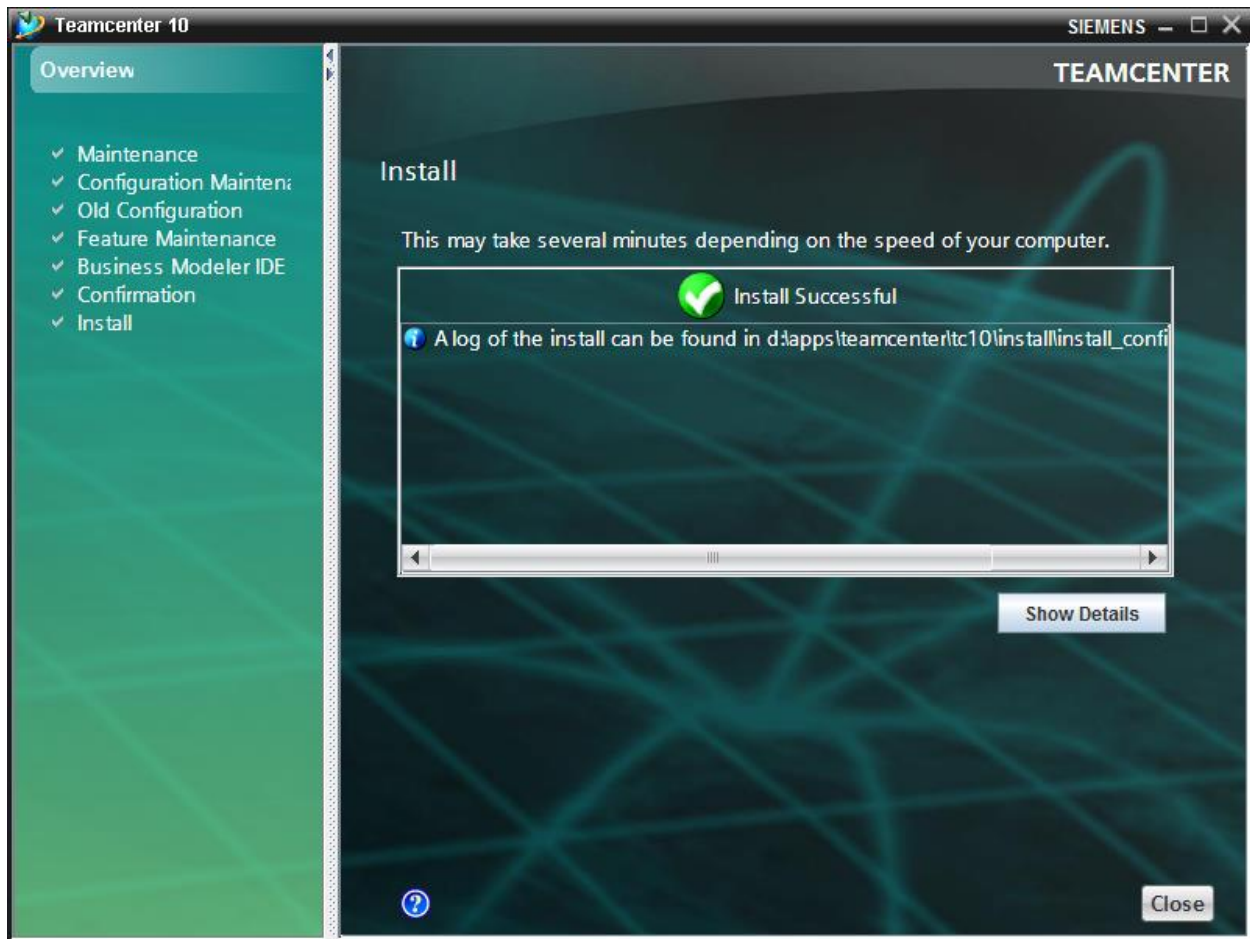 Teamcenter 10
SIEMENS
Overview
TEAMCENTER
Maintenance
Configuration Maintena
Old Configuration
Feature Maintenance
Business Modeler IDE
Confirmation
Install
Install
This may take several minutes depending on the speed of your computer.
Install Successful
A log of the install can be found in d:\apps\teamcenter\tc10\install\install_confi
Show Details
?
Close